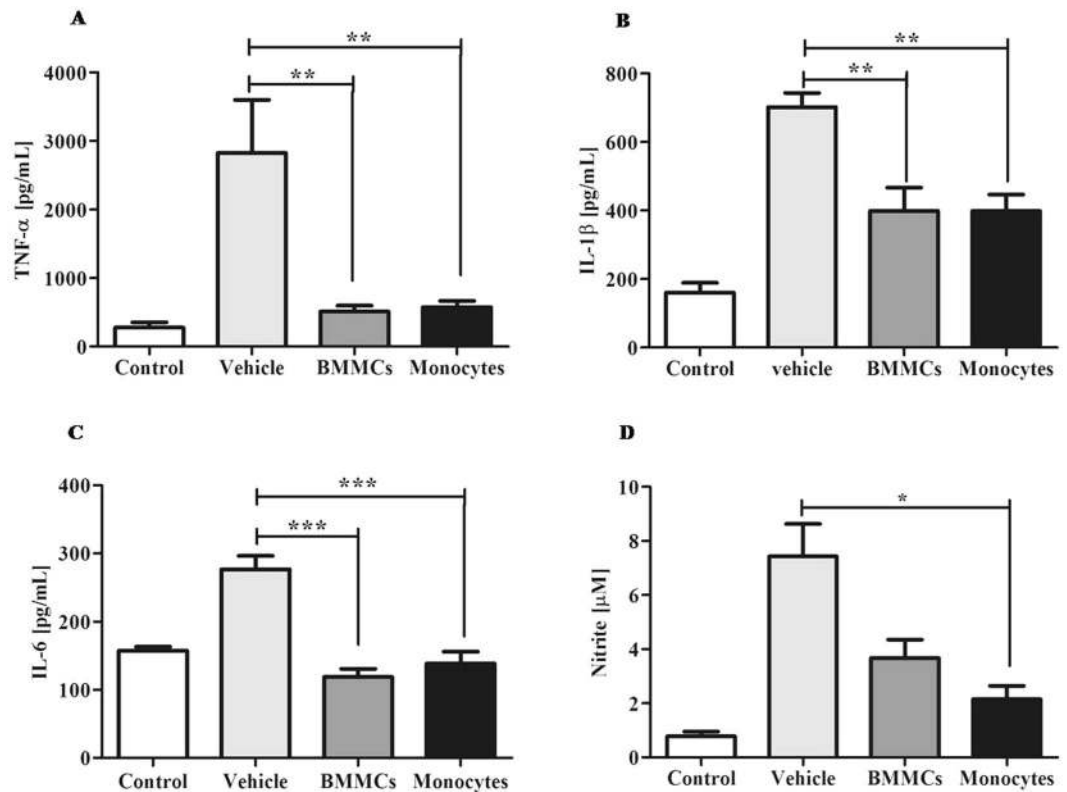 A
TNF-α [pg/mL]
4000
3000
2000
1000
0
**
**
Control Vehicle BMMCs Monocytes
B
IL-1β [pg/mL]
800
600
400
200
0
**
**
Control vehicle BMMCs Monocytes
C
IL-6 [pg/mL]
400
300
200
100
0
***
***
Control Vehicle BMMCs Monocytes
D
Nitrite [μM]
10
8
6
4
2
0
*
Control Vehicle BMMCs Monocytes